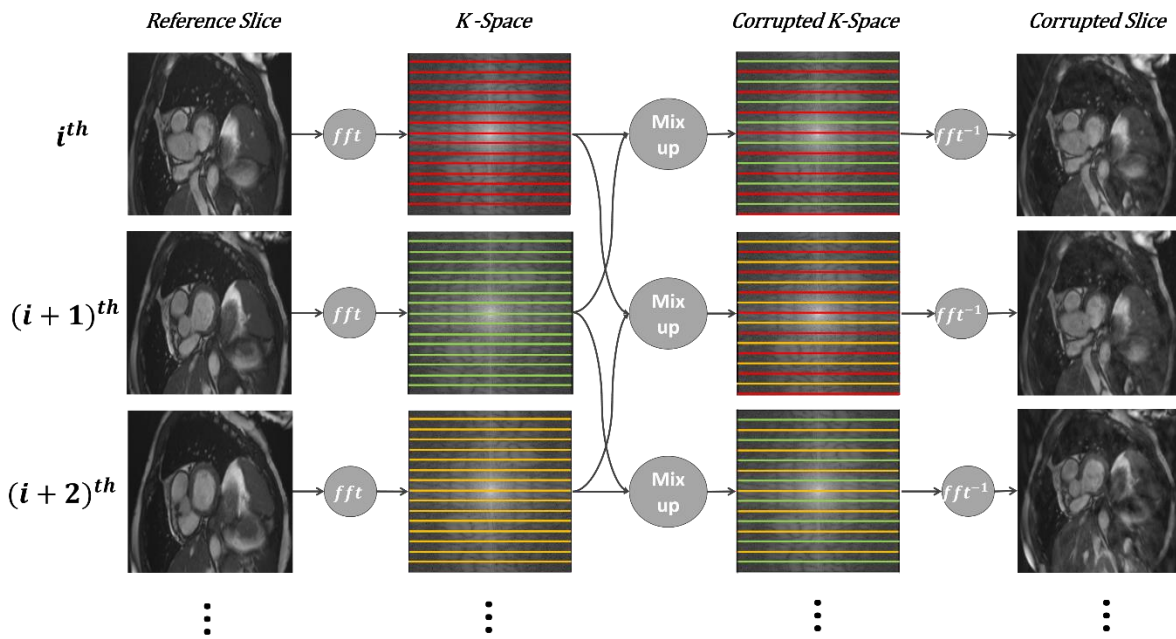 Reference Slice K -Space Corrupted K-Space Corrupted Slice
i^th fft Mix up fft⁻¹
(i + 1)^th fft Mix up fft⁻¹
(i + 2)^th fft Mix up fft⁻¹